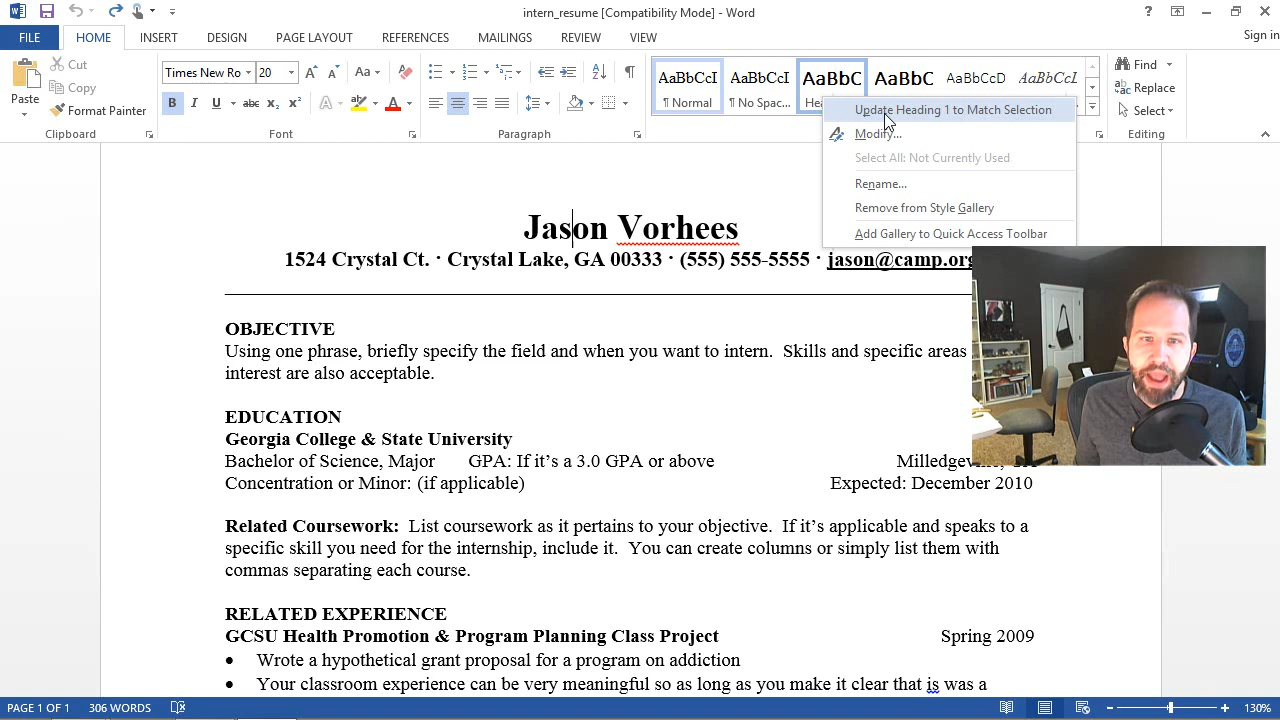 intern_resume [Compatibility Mode] - Word
Sign in
FILE HOME INSERT DESIGN PAGE LAYOUT REFERENCES MAILINGS REVIEW VIEW
Paste
Cut
Copy
Format Painter
Clipboard
Times New Ro 20
Aa
B I U abc x₂ x²
Font
Paragraph
AaBbCcI AaBbCcI AaBbC AaBbC AaBbCcD AaBbCcL
¶ Normal ¶ No Spac...
Find
Replace
Select
Editing
Update Heading 1 to Match Selection
Modify...
Select All: Not Currently Used
Rename...
Remove from Style Gallery
Add Gallery to Quick Access Toolbar
Jason Vorhees
1524 Crystal Ct. · Crystal Lake, GA 00333 · (555) 555-5555 · jason@camp.org
OBJECTIVE
Using one phrase, briefly specify the field and when you want to intern. Skills and specific areas
interest are also acceptable.
EDUCATION
Georgia College & State University
Bachelor of Science, Major GPA: If it's a 3.0 GPA or above
Concentration or Minor: (if applicable) Expected: December 2010
Related Coursework: List coursework as it pertains to your objective. If it's applicable and speaks to a
specific skill you need for the internship, include it. You can create columns or simply list them with
commas separating each course.
RELATED EXPERIENCE
GCSU Health Promotion & Program Planning Class Project Spring 2009
• Wrote a hypothetical grant proposal for a program on addiction
• Your classroom experience can be very meaningful so as long as you make it clear that is was a
PAGE 1 OF 1 306 WORDS 130%